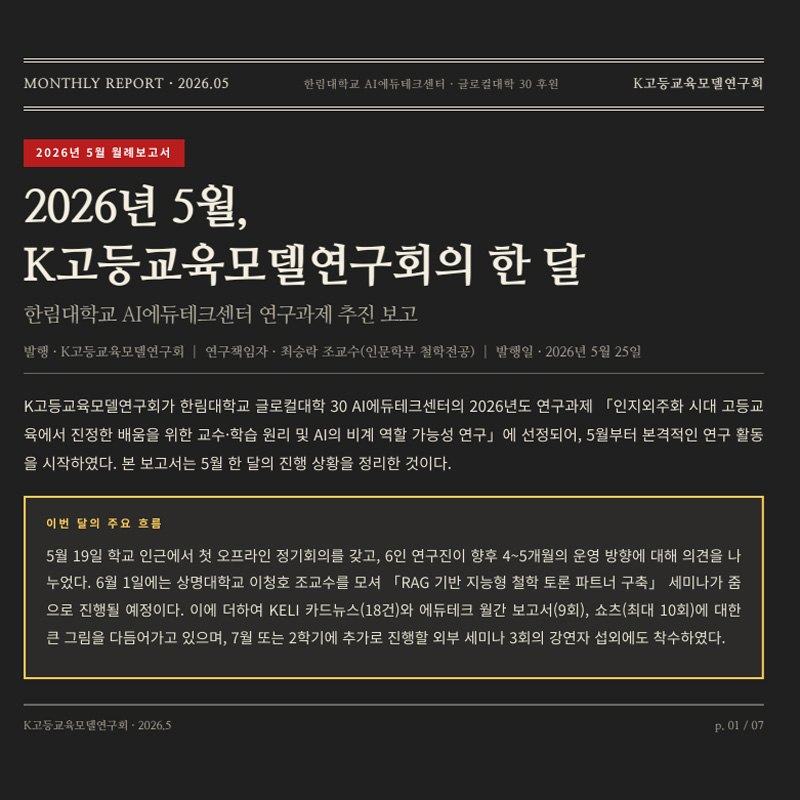 MONTHLY REPORT · 2026.05
한림대학교 AI에듀테크센터 · 글로컬대학 30 후원
K고등교육모델연구회
2026년 5월 월례보고서
2026년 5월,
K고등교육모델연구회의 한 달
한림대학교 AI에듀테크센터 연구과제 추진 보고
발행 · K고등교육모델연구회 | 연구책임자 · 최승락 조교수(인문학부 철학전공) | 발행일 · 2026년 5월 25일
K고등교육모델연구회가 한림대학교 글로컬대학 30 AI에듀테크센터의 2026년도 연구과제 「인지외주화 시대 고등교
육에서 진정한 배움을 위한 교수·학습 원리 및 AI의 비계 역할 가능성 연구」에 선정되어, 5월부터 본격적인 연구 활동
을 시작하였다. 본 보고서는 5월 한 달의 진행 상황을 정리한 것이다.
이번 달의 주요 흐름
5월 19일 학교 인근에서 첫 오프라인 정기회의를 갖고, 6인 연구진이 향후 4~5개월의 운영 방향에 대해 의견을 나
누었다. 6월 1일에는 상명대학교 이청호 조교수를 모셔 「RAG 기반 지능형 철학 토론 파트너 구축」 세미나가 줌
으로 진행될 예정이다. 이에 더하여 KELI 카드뉴스(18건)와 에듀테크 월간 보고서(9회), 쇼츠(최대 10회)에 대한
큰 그림을 다듬어가고 있으며, 7월 또는 2학기에 추가로 진행할 외부 세미나 3회의 강연자 섭외에도 착수하였다.
K고등교육모델연구회 · 2026.5
p. 01 / 07